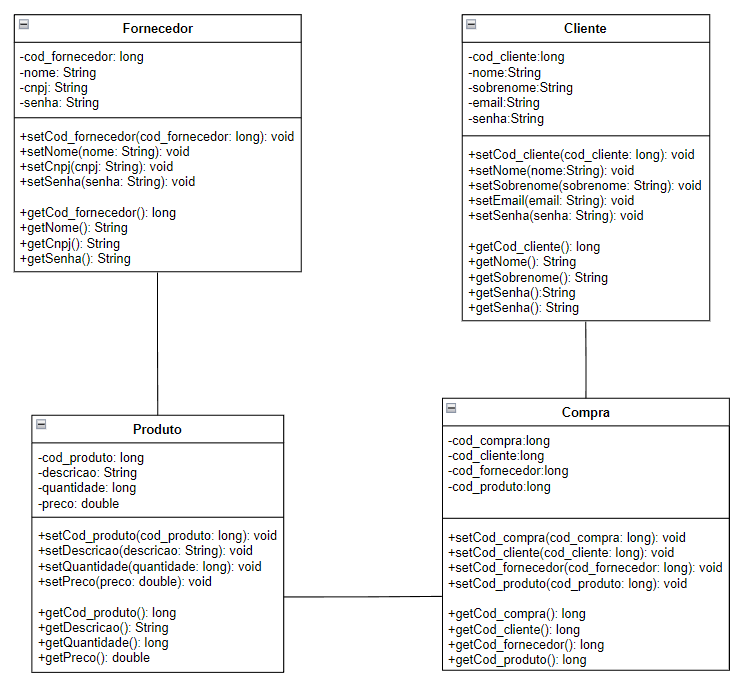 Fornecedor
-cod_fornecedor: long
-nome: String
-cnpj: String
-senha: String
+setCod_fornecedor(cod_fornecedor: long): void
+setNome(nome: String): void
+setCnpj(cnpj: String): void
+setSenha(senha: String): void
+getCod_fornecedor(): long
+getNome(): String
+getCnpj(): String
+getSenha(): String
Cliente
-cod_cliente:long
-nome:String
-sobrenome:String
-email:String
-senha:String
+setCod_cliente(cod_cliente: long): void
+setNome(nome:String): void
+setSobrenome(sobrenome: String): void
+setEmail(email: String): void
+setSenha(senha: String): void
+getCod_cliente(): long
+getNome(): String
+getSobrenome(): String
+getSenha():String
+getSenha(): String
Produto
-cod_produto: long
-descricao: String
-quantidade: long
-preco: double
+setCod_produto(cod_produto: long): void
+setDescricao(descricao: String): void
+setQuantidade(quantidade: long): void
+setPreco(preco: double): void
+getCod_produto(): long
+getDescricao(): String
+getQuantidade(): long
+getPreco(): double
Compra
-cod_compra:long
-cod_cliente:long
-cod_fornecedor:long
-cod_produto:long
+setCod_compra(cod_compra: long): void
+setCod_cliente(cod_cliente: long): void
+setCod_fornecedor(cod_fornecedor: long): void
+setCod_produto(cod_produto: long): void
+getCod_compra(): long
+getCod_cliente(): long
+getCod_fornecedor(): long
+getCod_produto(): long